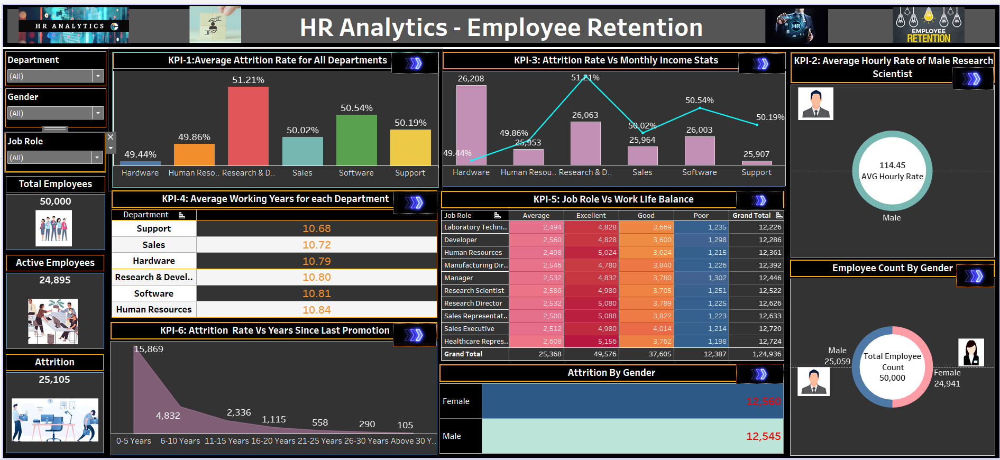 HR ANALYTICS
HR Analytics - Employee Retention
HR
EMPLOYEE
RETENTION
Department
(All)
Gender
(All)
Job Role
(All)
Total Employees
50,000
Active Employees
24,895
Attrition
25,105
KPI-1:Average Attrition Rate for All Departments
49.44%
49.86%
51.21%
50.02%
50.54%
50.19%
Hardware Human Reso.. Research & D.. Sales Software Support
KPI-3: Attrition Rate Vs Monthly Income Stats
26,208
51.21%
50.54%
50.19%
26,063
49.86%
50.02%
26,003
25,953
25,964
49.44%
25,907
Hardware Human Resou.. Research & D.. Sales Software Support
KPI-2: Average Hourly Rate of Male Research
Scientist
114.45
AVG Hourly Rate
Male
KPI-4: Average Working Years for each Department
Department
Support 10.68
Sales 10.72
Hardware 10.79
Research & Devel.. 10.80
Software 10.81
Human Resources 10.84
KPI-5: Job Role Vs Work Life Balance
Job Role Average Excellent Good Poor Grand Total
Laboratory Techni.. 2,494 4,828 3,669 1,235 12,226
Developer 2,560 4,828 3,600 1,298 12,286
Human Resources 2,498 5,024 3,624 1,215 12,361
Manufacturing Dir.. 2,546 4,780 3,840 1,226 12,392
Manager 2,532 4,832 3,780 1,302 12,446
Research Scientist 2,586 4,980 3,705 1,251 12,522
Research Director 2,532 5,080 3,789 1,225 12,626
Sales Representat.. 2,500 5,088 3,822 1,223 12,633
Sales Executive 2,512 4,980 4,014 1,214 12,720
Healthcare Repres.. 2,608 5,156 3,762 1,198 12,724
Grand Total 25,368 49,576 37,605 12,387 1,24,936
KPI-6: Attrition  Rate Vs Years Since Last Promotion
15,869
4,832
2,336
1,115
558
290
105
0-5 Years 6-10 Years 11-15 Years 16-20 Years 21-25 Years 26-30 Years Above 30 Y..
Attrition By Gender
Female 12,560
Male 12,545
Employee Count By Gender
Male
25,059
Total Employee
Count
50,000
Female
24,941